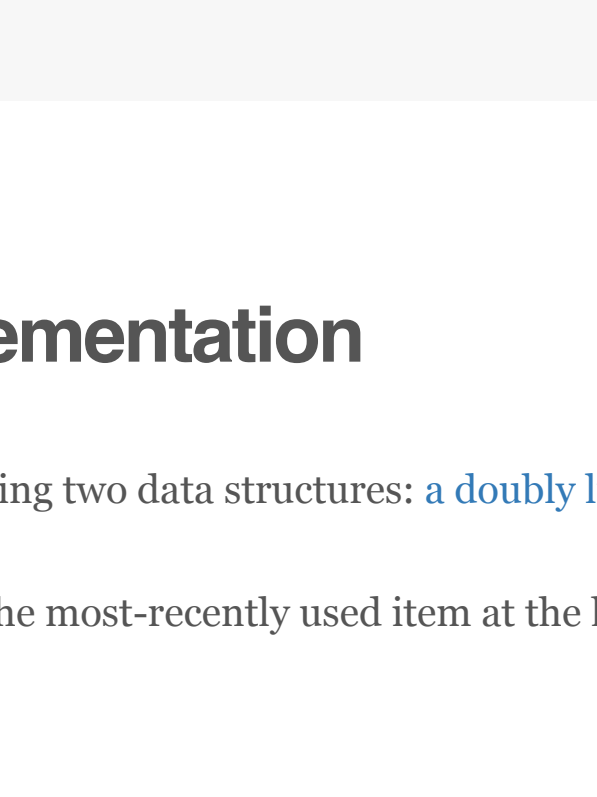 ementation
ing two data structures: a doubly l
he most-recently used item at the